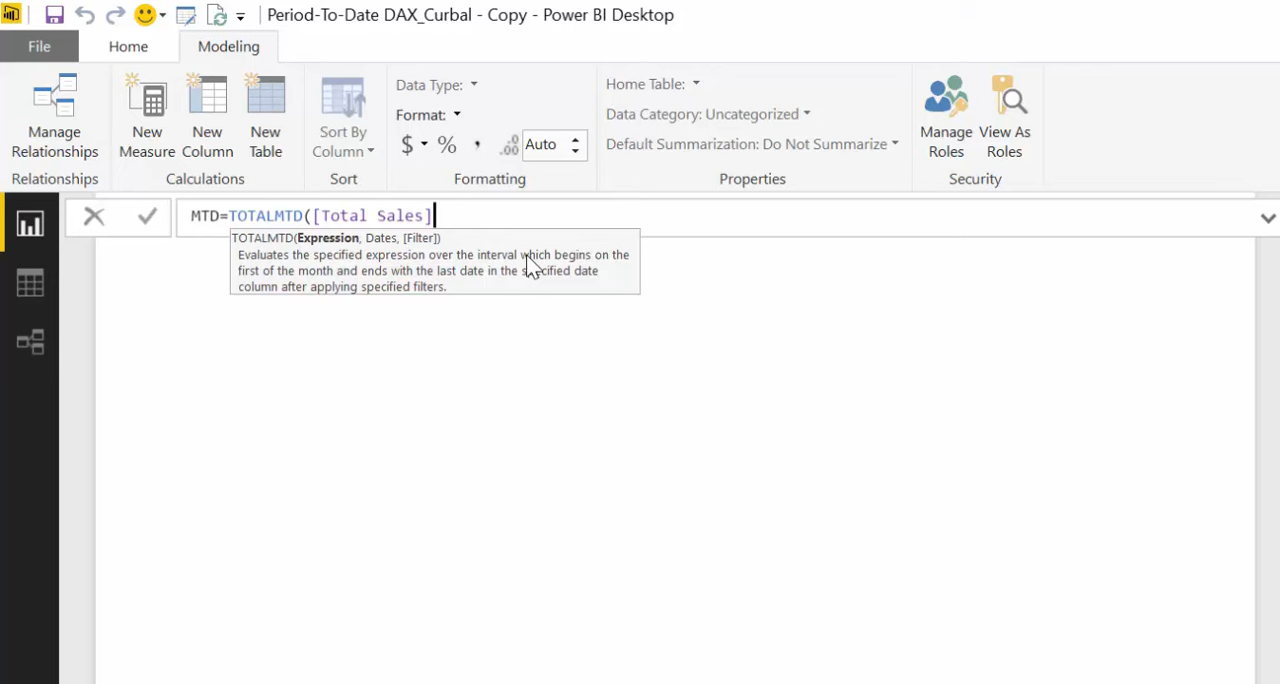 Period-To-Date DAX_Curbal - Copy - Power BI Desktop
File Home Modeling
Manage Relationships
New Measure
New Column
New Table
Sort By Column
Data Type:
Format:
$ % , .00 Auto
Home Table:
Data Category: Uncategorized
Default Summarization: Do Not Summarize
Manage Roles
View As Roles
Relationships Calculations Sort Formatting Properties Security
MTD=TOTALMTD([Total Sales]
TOTALMTD(Expression, Dates, [Filter])
Evaluates the specified expression over the interval which begins on the
first of the month and ends with the last date in the specified date
column after applying specified filters.